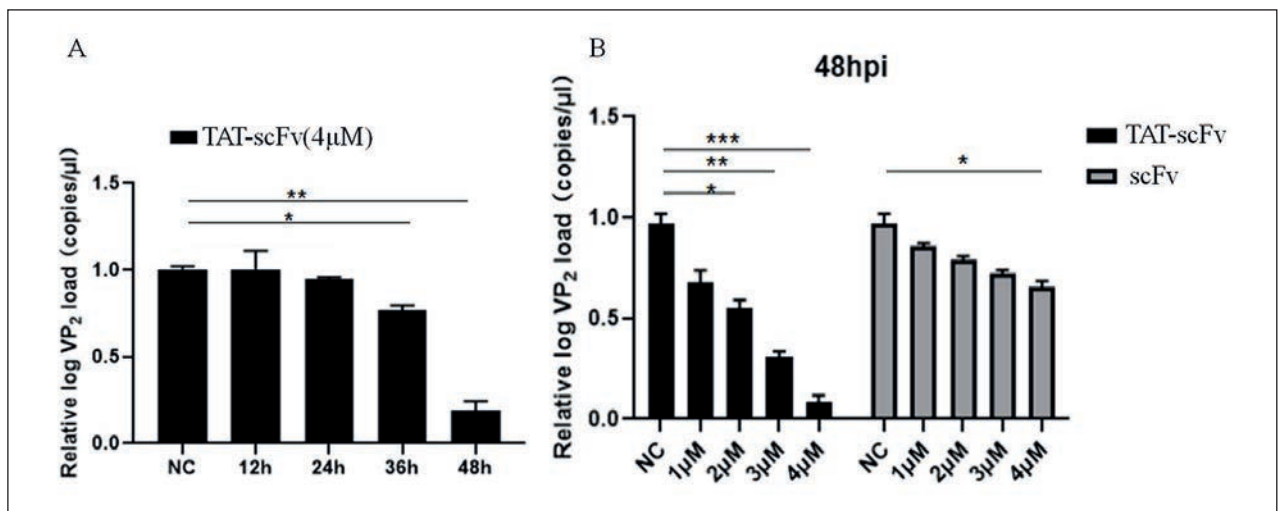 A
TAT-scFv(4μM)
Relative log VP₂ load (copies/μl)
1.5
1.0
0.5
0.0
**
*
NC 12h 24h 36h 48h
B
48hpi
Relative log VP₂ load (copies/μl)
1.5
1.0
0.5
0.0
***
**
*
*
TAT-scFv
scFv
NC 1μM 2μM 3μM 4μM NC 1μM 2μM 3μM 4μM